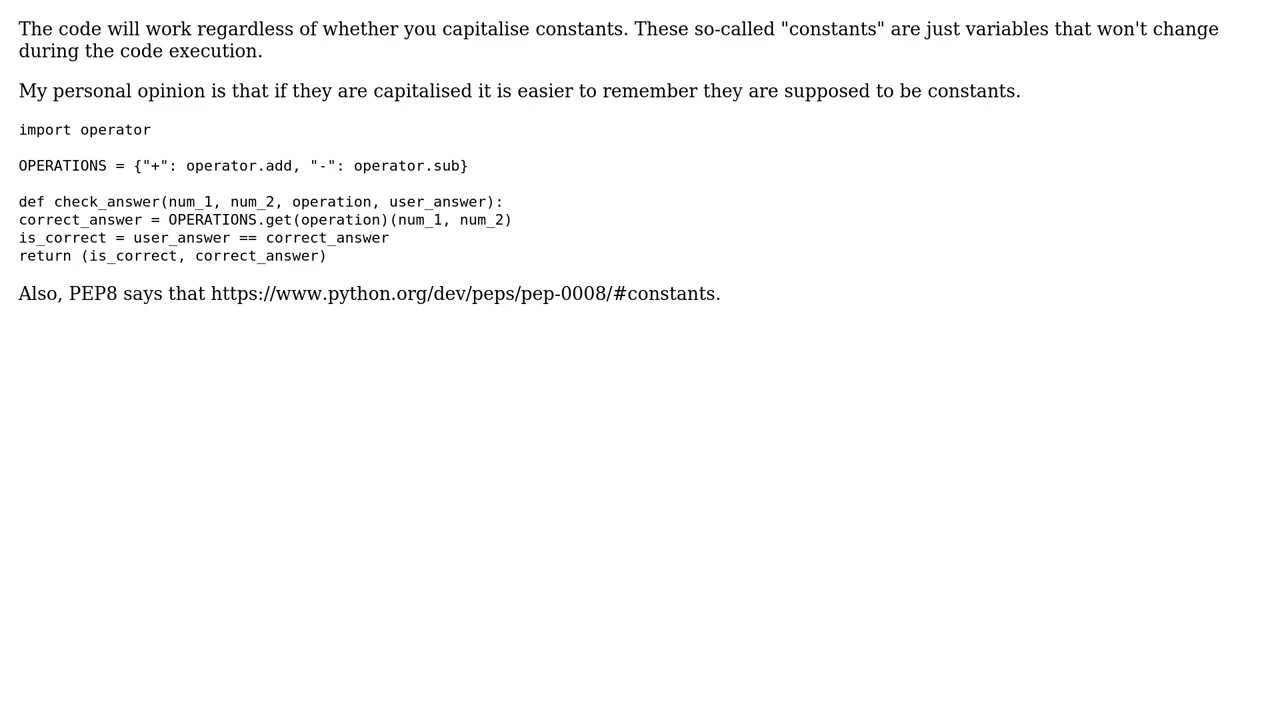 The code will work regardless of whether you capitalise constants. These so-called "constants" are just variables that won't change
during the code execution.
My personal opinion is that if they are capitalised it is easier to remember they are supposed to be constants.
import operator
OPERATIONS = {"+": operator.add, "-": operator.sub}
def check_answer(num_1, num_2, operation, user_answer):
correct_answer = OPERATIONS.get(operation)(num_1, num_2)
is_correct = user_answer == correct_answer
return (is_correct, correct_answer)
Also, PEP8 says that https://www.python.org/dev/peps/pep-0008/#constants.